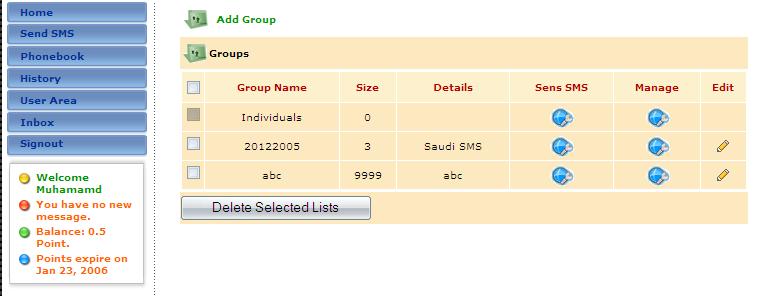 Home
Send SMS
Phonebook
History
User Area
Inbox
Signout
Welcome
Muhamamd
You have no new
message.
Balance: 0.5
Point.
Points expire on
Jan 23, 2006
Add Group
Groups
Group Name Size Details Sens SMS Manage Edit
Individuals 0
20122005 3 Saudi SMS
abc 9999 abc
Delete Selected Lists